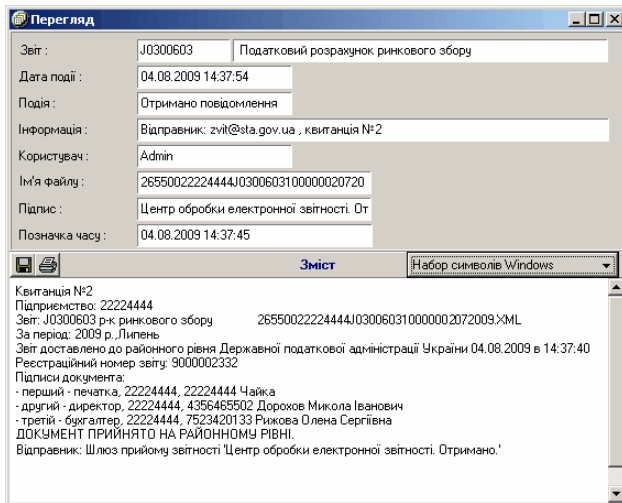 Перегляд
Звіт : J0300603 Податковий розрахунок ринкового збору
Дата події : 04.08.2009 14:37:54
Подія : Отримано повідомлення
Інформація : Відправник: zvit@sta.gov.ua , квитанція №2
Користувач : Admin
Ім'я файлу : 26550022224444J0300603100000020720
Підпис : Центр обробки електронної звітності. От
Позначка часу : 04.08.2009 14:37:45
Зміст Набор символів Windows
Квитанція №2
Підприємство: 22224444
Звіт: J0300603 р-к ринкового збору 26550022224444J030060310000002072009.XML
За період: 2009 р.,Липень
Звіт доставлено до районного рівня Державної податкової адміністрації України 04.08.2009 в 14:37:40
Реєстраційний номер звіту: 9000002332
Підписи документа:
- перший - печатка, 22224444, 22224444 Чайка
- другий - директор, 22224444, 4356465502 Дорохов Микола Іванович
- третій - бухгалтер, 22224444, 7523420133 Рижова Олена Сергіївна
ДОКУМЕНТ ПРИЙНЯТО НА РАЙОННОМУ РІВНІ.
Відправник: Шлюз прийому звітності 'Центр обробки електронної звітності. Отримано.'